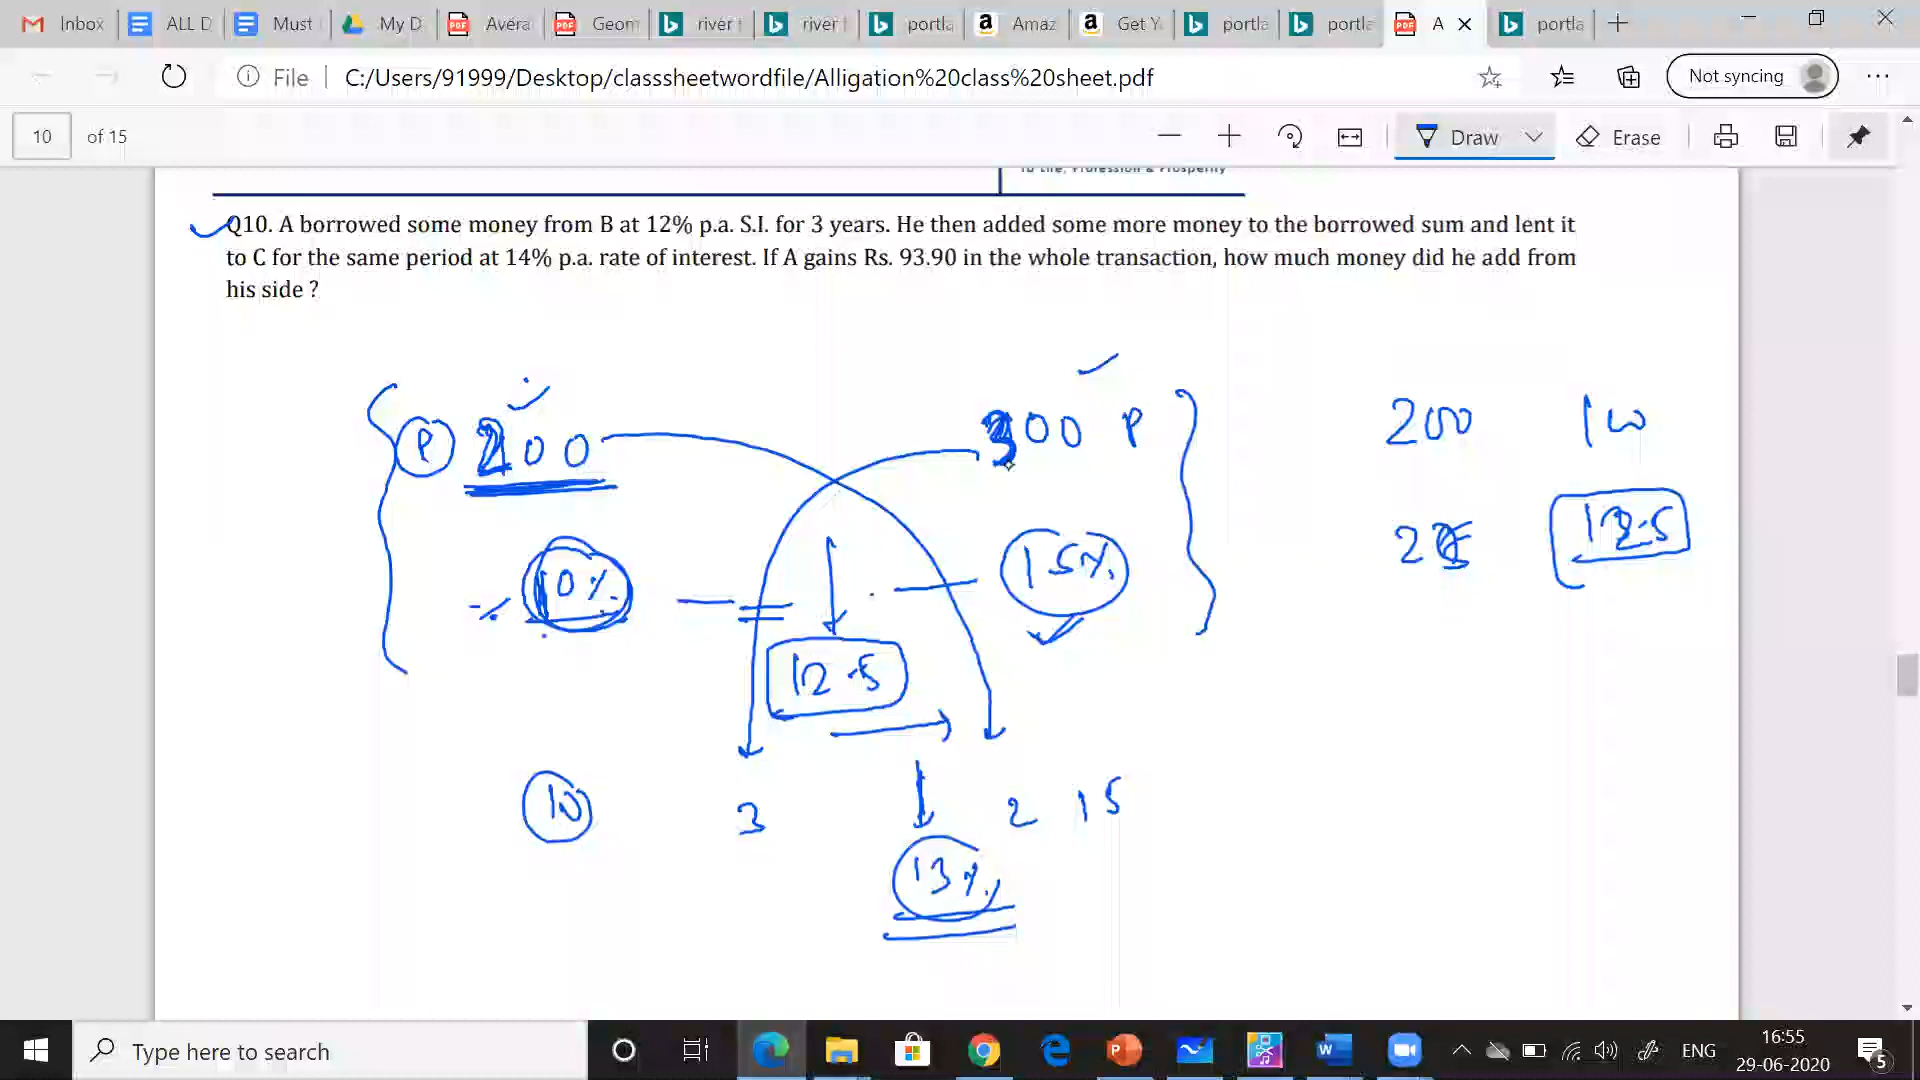 Inbox ALL D Must My D Avera Geom river river portla Amaz Get Y portla portla A portla
File C:/Users/91999/Desktop/classsheetwordfile/Alligation%20class%20sheet.pdf Not syncing
10 of 15 Draw Erase
To Life, Profession & Prosperity
Q10. A borrowed some money from B at 12% p.a. S.I. for 3 years. He then added some more money to the borrowed sum and lent it
to C for the same period at 14% p.a. rate of interest. If A gains Rs. 93.90 in the whole transaction, how much money did he add from
his side ?
P 200 300 P 200 100
10% 15% 12.5
12.5
10 3 2 15
13%
Type here to search ENG 16:55
29-06-2020 5